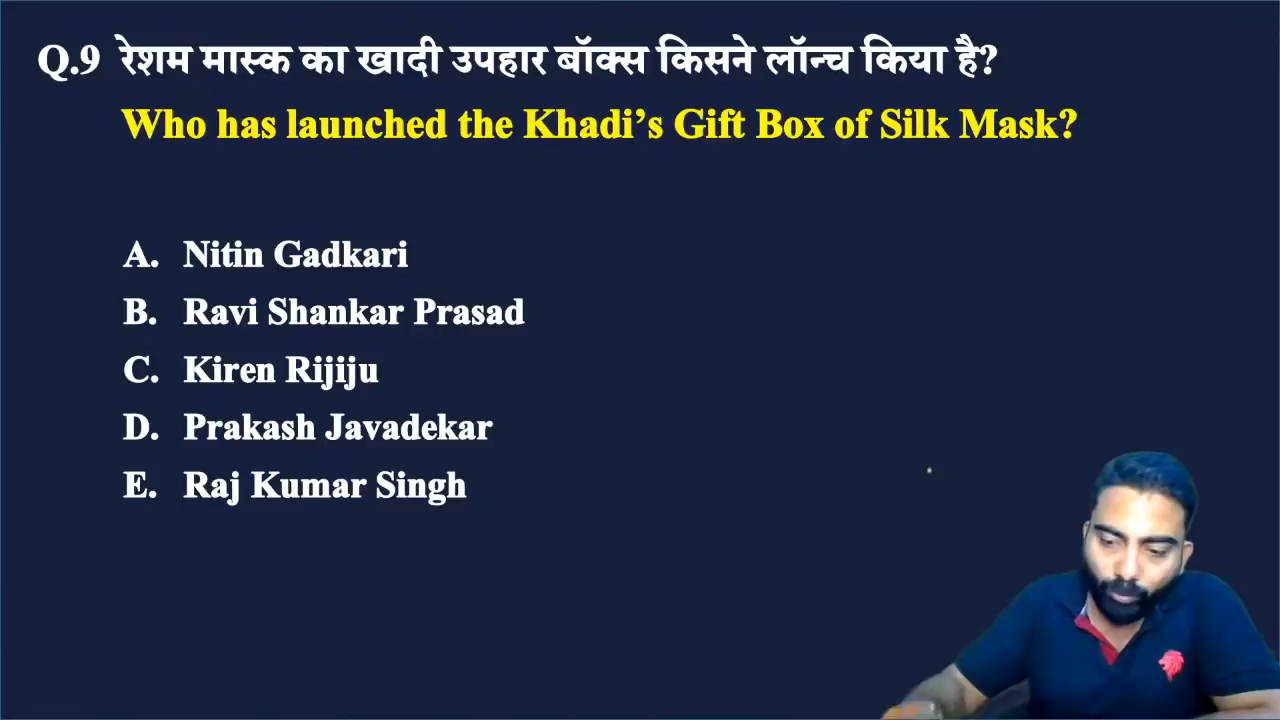 Q.9 रेशम मास्क का खादी उपहार बॉक्स किसने लॉन्च किया है?
Who has launched the Khadi’s Gift Box of Silk Mask?
A. Nitin Gadkari
B. Ravi Shankar Prasad
C. Kiren Rijiju
D. Prakash Javadekar
E. Raj Kumar Singh